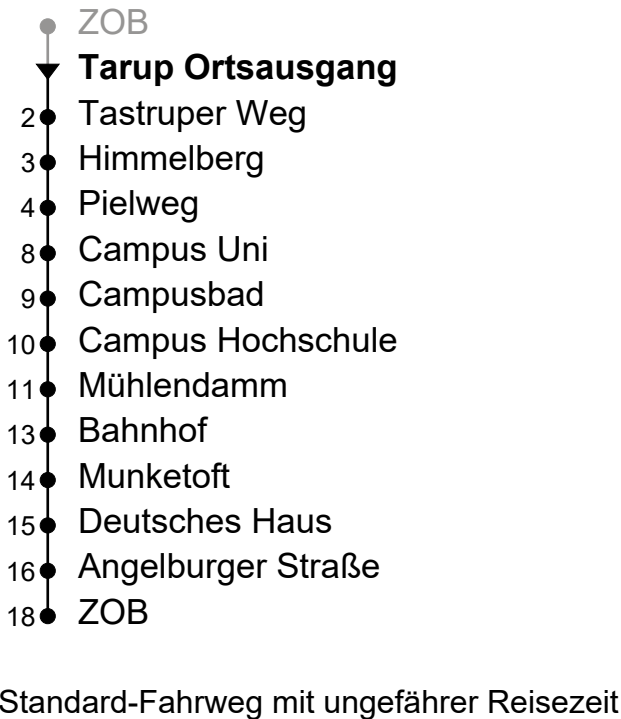 ZOB
Tarup Ortsausgang
2 Tastruper Weg
3 Himmelberg
4 Pielweg
8 Campus Uni
9 Campusbad
10 Campus Hochschule
11 Mühlendamm
13 Bahnhof
14 Munketoft
15 Deutsches Haus
16 Angelburger Straße
18 ZOB
Standard-Fahrweg mit ungefährer Reisezeit